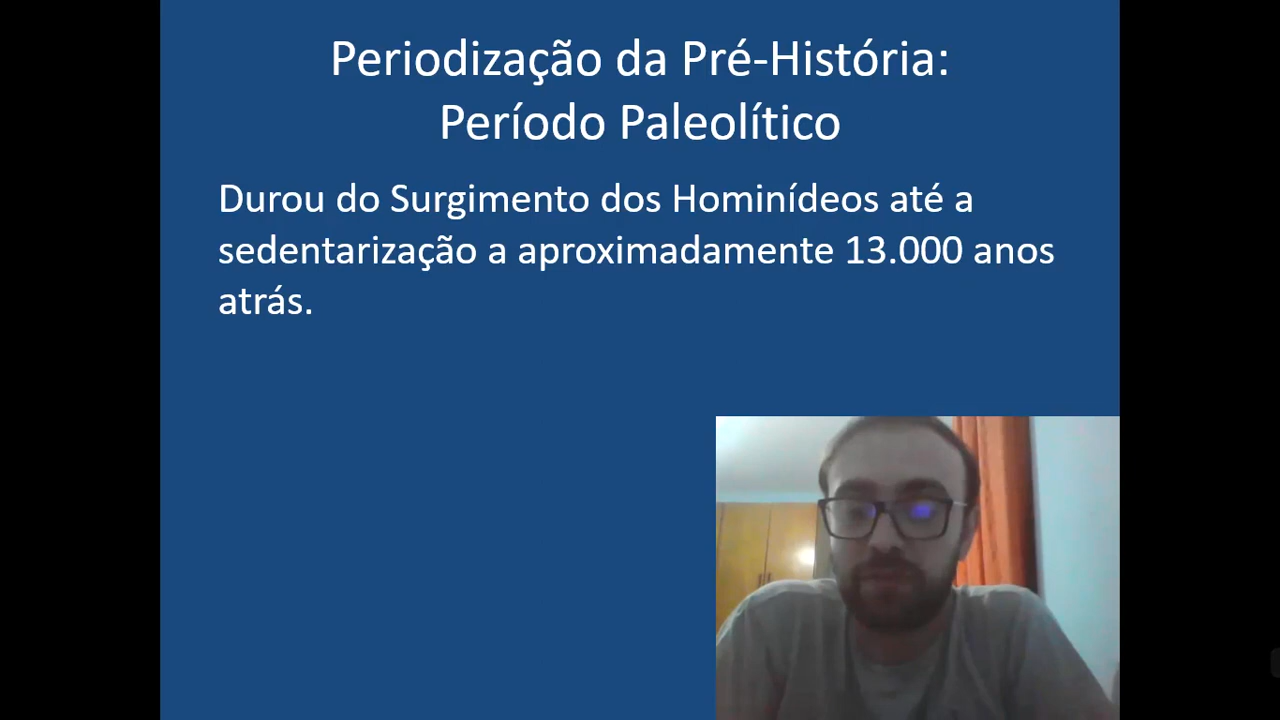 Periodização da Pré-História:
Período Paleolítico
Durou do Surgimento dos Hominídeos até a
sedentarização a aproximadamente 13.000 anos
atrás.